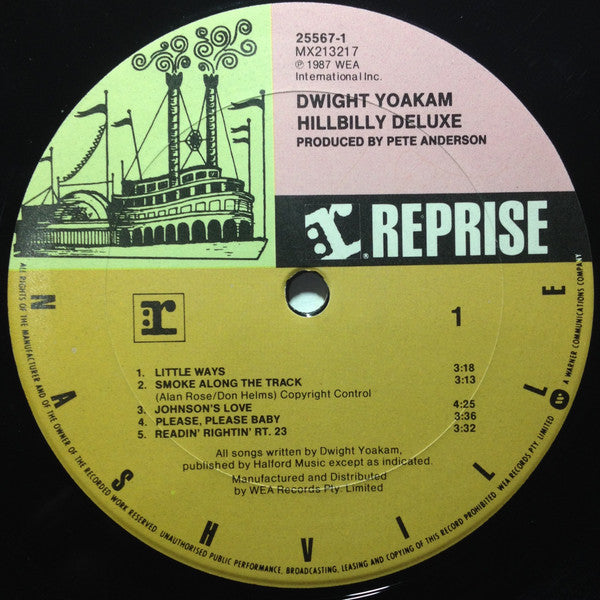 25567-1
MX213217
℗ 1987 WEA
International Inc.
DWIGHT YOAKAM
HILLBILLY DELUXE
PRODUCED BY PETE ANDERSON
r® REPRISE
:r
1
1. LITTLE WAYS 3:18
2. SMOKE ALONG THE TRACK 3:13
(Alan Rose/Don Helms) Copyright Control
3. JOHNSON'S LOVE 4:25
4. PLEASE, PLEASE BABY 3:36
5. READIN' RIGHTIN' RT. 23 3:32
All songs written by Dwight Yoakam,
published by Halford Music except as indicated.
Manufactured and Distributed
by WEA Records Pty. Limited
NASHVILLE
ALL RIGHTS OF THE MANUFACTURER AND OF THE OWNER OF THE RECORDED WORK RESERVED. UNAUTHORISED PUBLIC PERFORMANCE, BROADCASTING, LEASING AND COPYING OF THIS RECORD PROHIBITED. WEA RECORDS PTY. LIMITED
A WARNER COMMUNICATIONS COMPANY